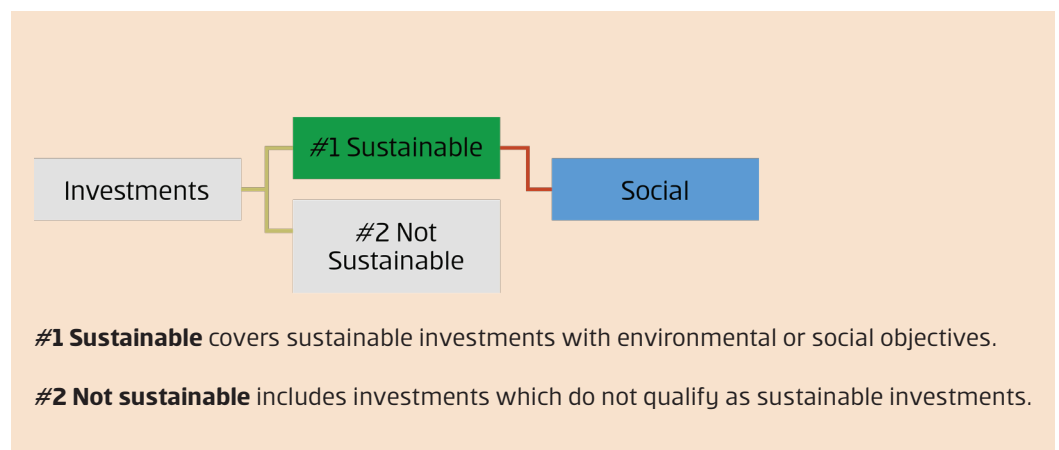 #1 Sustainable
Investments
Social
#2 Not
Sustainable
#1 Sustainable covers sustainable investments with environmental or social objectives.
#2 Not sustainable includes investments which do not qualify as sustainable investments.